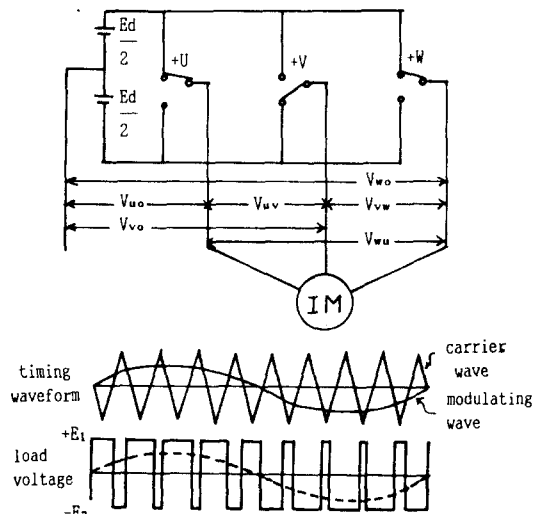 Ed
2
+U
+V
+W
Ed
2
Vwo
Vuo
Vuv
Vvw
Vvo
Vwu
IM
timing
waveform
carrier
wave
modulating
wave
+E₁
load
voltage